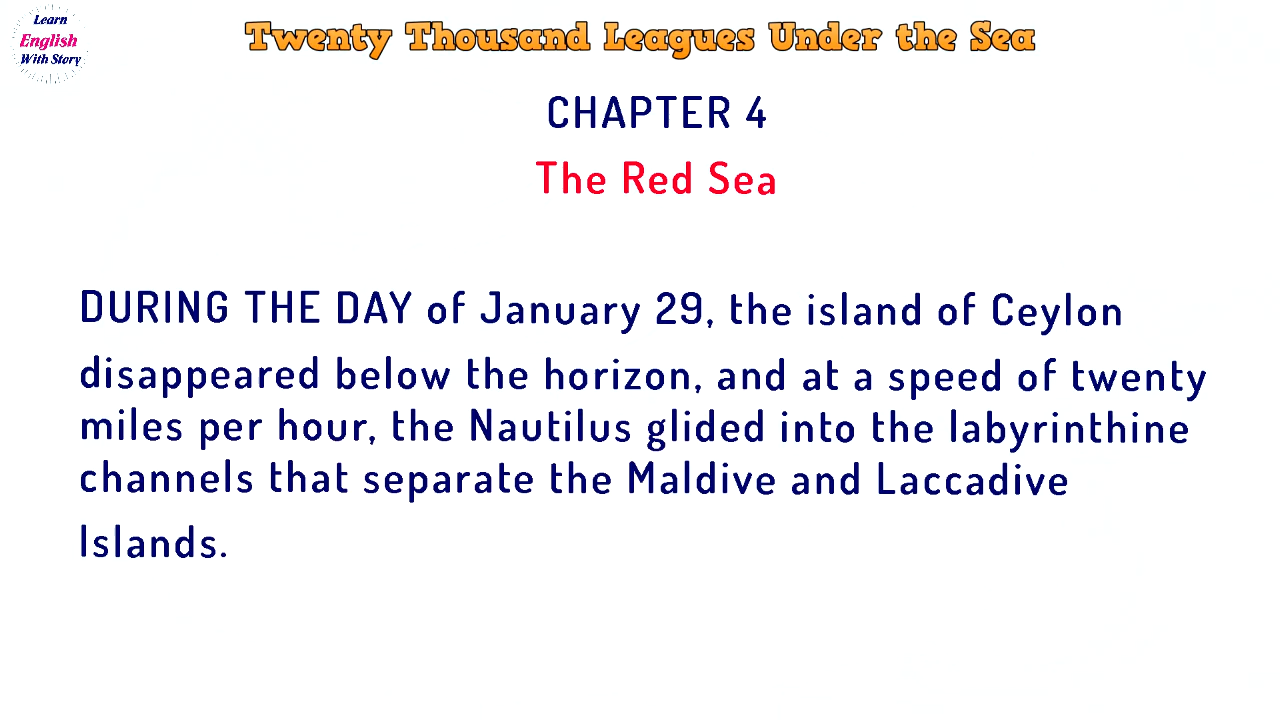 Learn
English
With Story
Twenty Thousand Leagues Under the Sea
CHAPTER 4
The Red Sea
DURING THE DAY of January 29, the island of Ceylon
disappeared below the horizon, and at a speed of twenty
miles per hour, the Nautilus glided into the labyrinthine
channels that separate the Maldive and Laccadive
Islands.